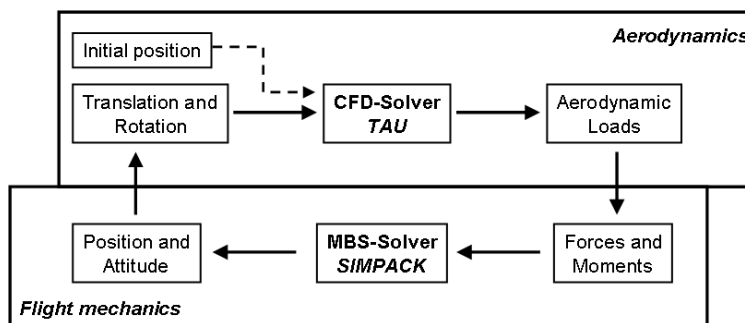 Initial position
Aerodynamics
Translation and
Rotation
CFD-Solver
TAU
Aerodynamic
Loads
Position and
Attitude
MBS-Solver
SIMPACK
Forces and
Moments
Flight mechanics